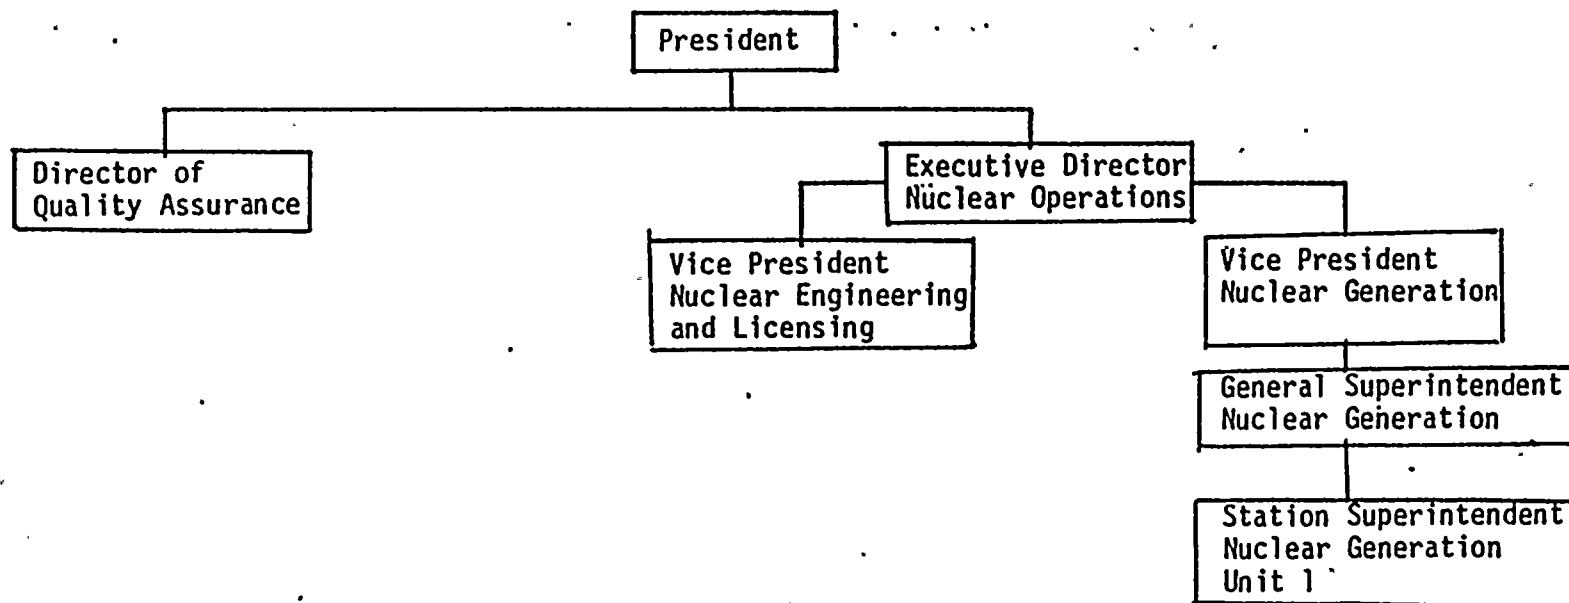 President
Director of
Quality Assurance
Executive Director
Nuclear Operations
Vice President
Nuclear Engineering
and Licensing
Vice President
Nuclear Generation
General Superintendent
Nuclear Generation
Station Superintendent
Nuclear Generation
Unit 1